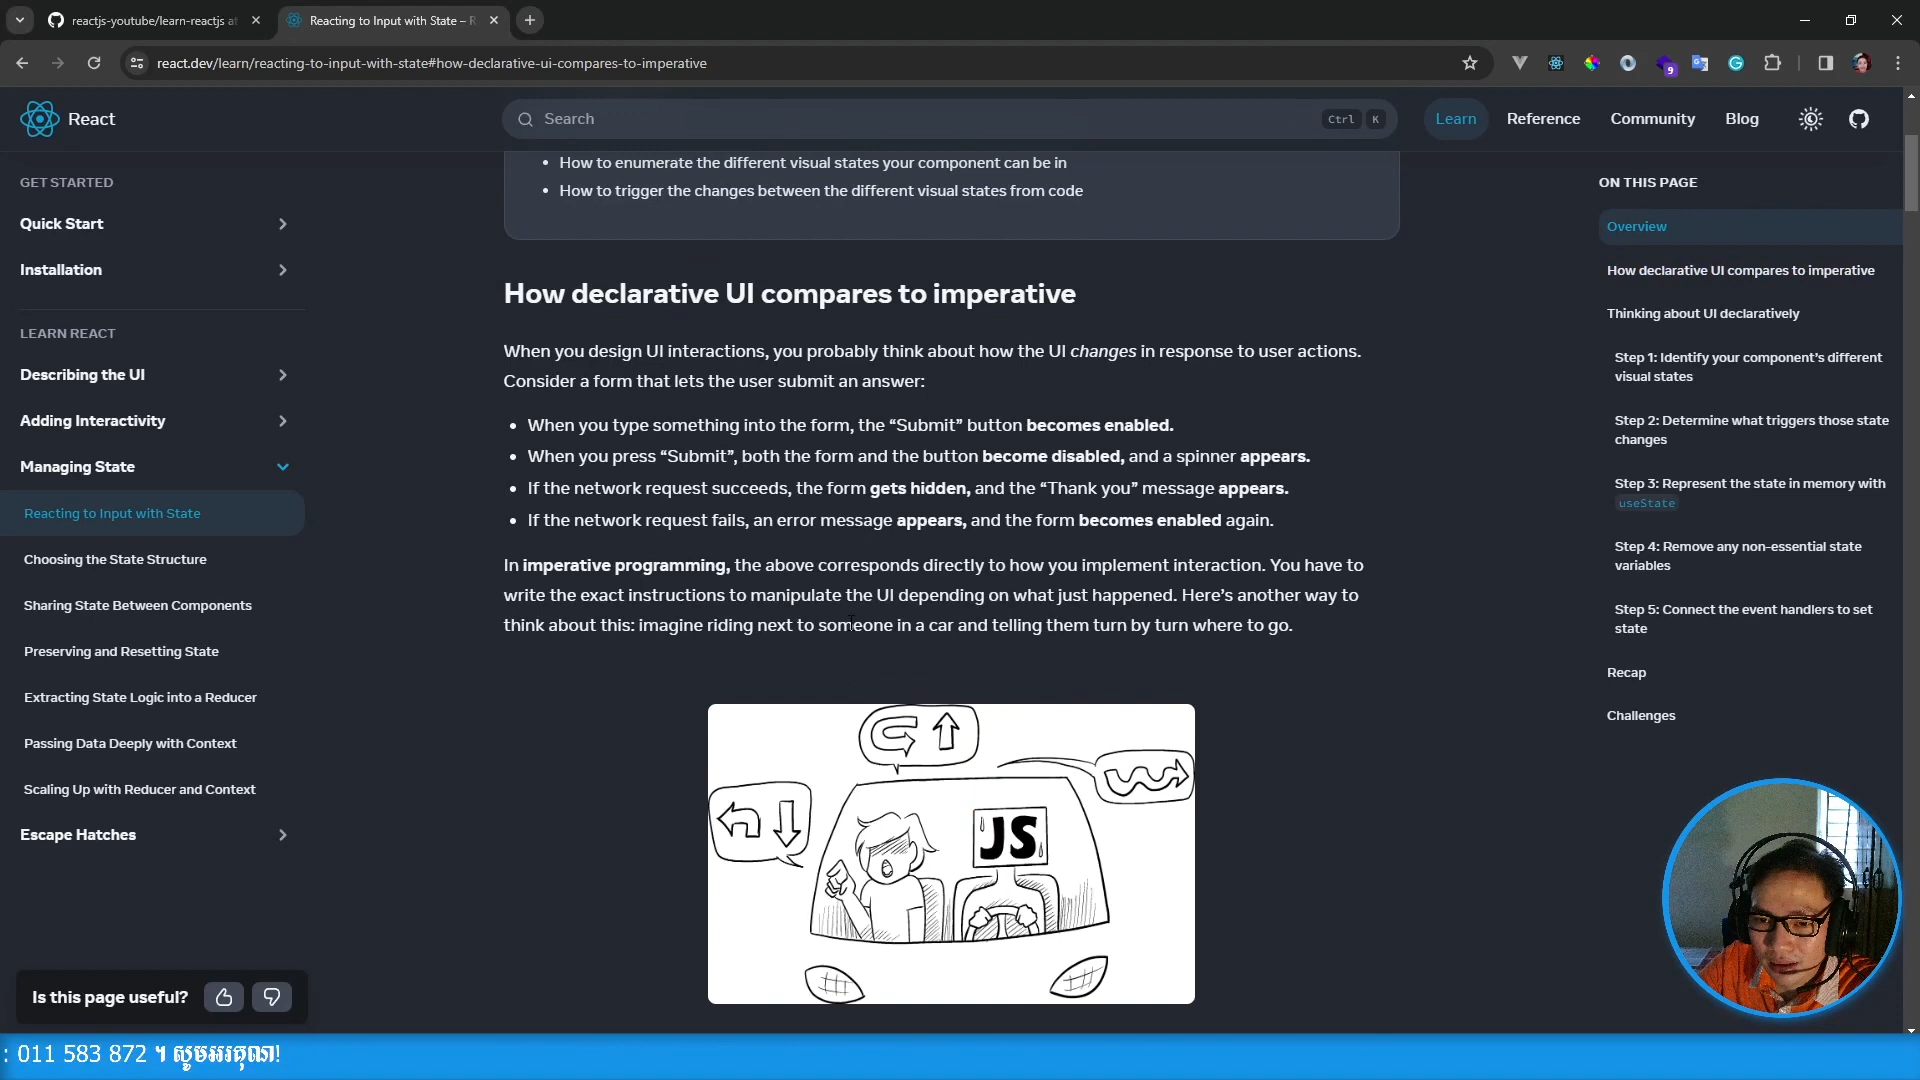 reactjs-youtube/learn-reactjs at
Reacting to Input with State – R
react.dev/learn/reacting-to-input-with-state#how-declarative-ui-compares-to-imperative
9
React
Search
Ctrl K
Learn
Reference
Community
Blog
GET STARTED
Quick Start
Installation
LEARN REACT
Describing the UI
Adding Interactivity
Managing State
Reacting to Input with State
Choosing the State Structure
Sharing State Between Components
Preserving and Resetting State
Extracting State Logic into a Reducer
Passing Data Deeply with Context
Scaling Up with Reducer and Context
Escape Hatches
Is this page useful?
• How to enumerate the different visual states your component can be in
• How to trigger the changes between the different visual states from code
How declarative UI compares to imperative
When you design UI interactions, you probably think about how the UI changes in response to user actions.
Consider a form that lets the user submit an answer:
• When you type something into the form, the “Submit” button becomes enabled.
• When you press “Submit”, both the form and the button become disabled, and a spinner appears.
• If the network request succeeds, the form gets hidden, and the “Thank you” message appears.
• If the network request fails, an error message appears, and the form becomes enabled again.
In imperative programming, the above corresponds directly to how you implement interaction. You have to
write the exact instructions to manipulate the UI depending on what just happened. Here’s another way to
think about this: imagine riding next to someone in a car and telling them turn by turn where to go.
JS
ON THIS PAGE
Overview
How declarative UI compares to imperative
Thinking about UI declaratively
Step 1: Identify your component’s different
visual states
Step 2: Determine what triggers those state
changes
Step 3: Represent the state in memory with
useState
Step 4: Remove any non-essential state
variables
Step 5: Connect the event handlers to set
state
Recap
Challenges
: 011 583 872 ។ សូមអរគុណ!